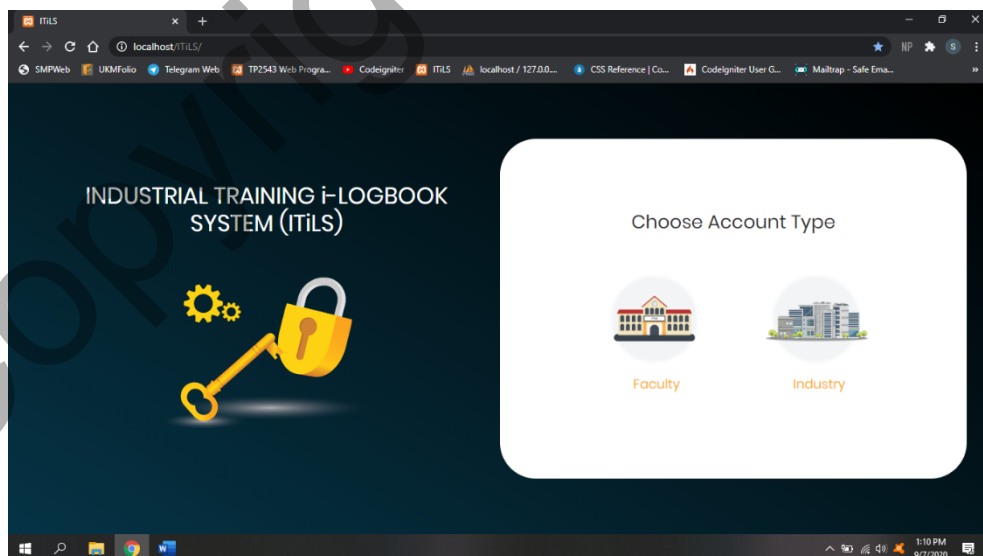 ITiLS
localhost/ITiLS/
NP
S
SMPWeb
UKMFolio
Telegram Web
TP2543 Web Progra...
Codeigniter
ITiLS
localhost / 127.0.0....
CSS Reference | Co...
CodeIgniter User G...
Mailtrap - Safe Ema...
»
INDUSTRIAL TRAINING i-LOGBOOK
SYSTEM (ITiLS)
Choose Account Type
Faculty
Industry
1:10 PM
9/7/2020